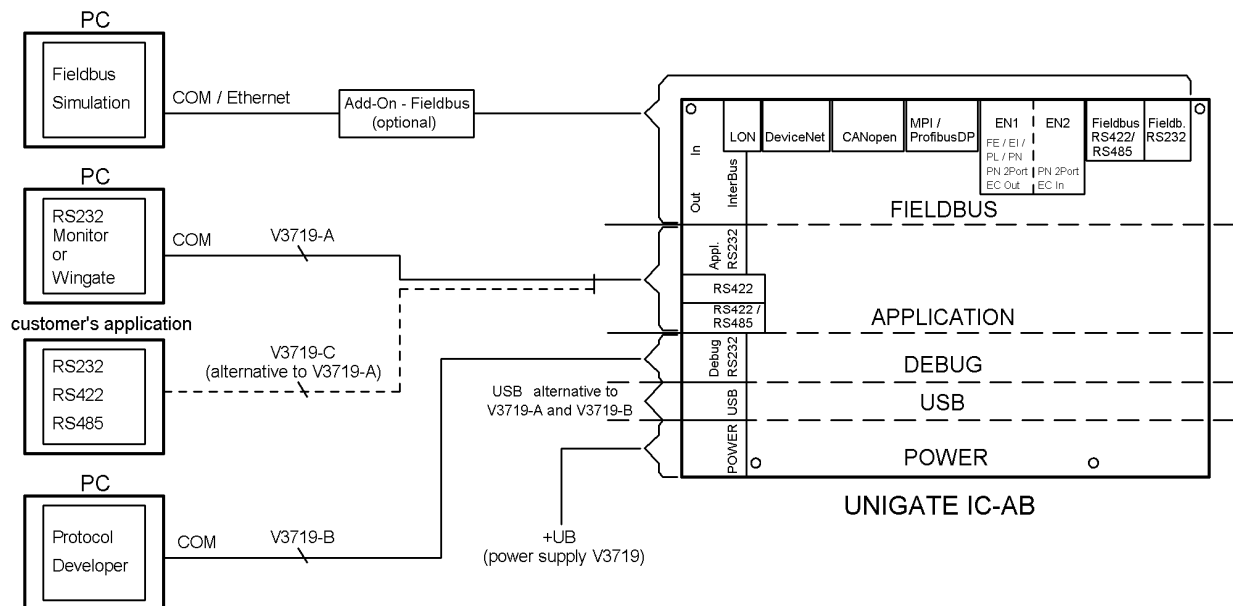 PC
Fieldbus
Simulation
COM / Ethernet
Add-On - Fieldbus
(optional)
PC
RS232
Monitor
or
Wingate
COM
V3719-A
customer's application
RS232
RS422
RS485
V3719-C
(alternative to V3719-A)
PC
Protocol
Developer
COM
V3719-B
USB alternative to
V3719-A and V3719-B
+UB
(power supply V3719)
In
Out
LON
InterBus
DeviceNet
CANopen
MPI /
ProfibusDP
EN1
FE / EI /
PL / PN
PN 2Port
EC Out
EN2
PN 2Port
EC In
Fieldbus
RS422/
RS485
Fieldb.
RS232
FIELDBUS
Appl.
RS232
RS422
RS422 /
RS485
APPLICATION
Debug
RS232
DEBUG
USB
USB
POWER
POWER
UNIGATE IC-AB